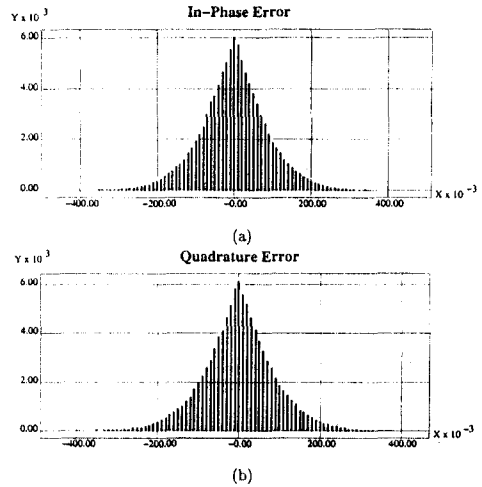 In-Phase Error
Y x 10 3
6.00
4.00
2.00
0.00
-400.00 -200.00 -0.00 200.00 400.00 X x 10 -3
(a)
Quadrature Error
Y x 10 3
6.00
4.00
2.00
0.00
-400.00 -200.00 -0.00 200.00 400.00 X x 10 -3
(b)